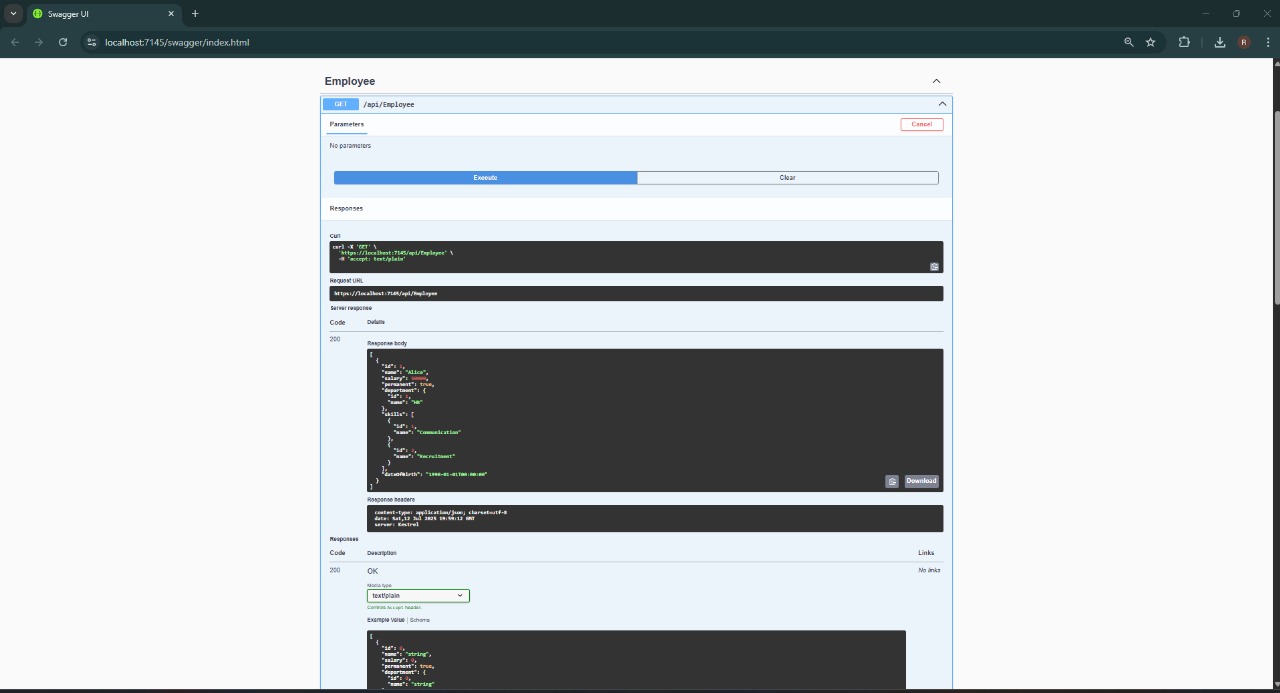 Swagger UI
localhost:7145/swagger/index.html
R
Employee
GET /api/Employee
Parameters
Cancel
No parameters
Execute
Clear
Responses
Curl
curl -X 'GET' \
'https://localhost:7145/api/Employee' \
-H 'accept: text/plain'
Request URL
https://localhost:7145/api/Employee
Server response
Code Details
200
Response body
[
{
"id": 1,
"name": "Alice",
"salary":
"permanent": true,
"department": {
"id": 1,
"name": "HR"
},
"skills": [
{
"id": 1,
"name": "Communication"
},
{
"id": 2,
"name": "Recruitment"
}
],
"dateOfBirth": "1990-01-01T00:00:00"
}
]
Download
Response headers
content-type: application/json; charset=utf-8
date: Sat,12 Jul 2025 19:59:12 GMT
server: Kestrel
Responses
Code Description Links
200 OK No links
Media type
text/plain
Controls Accept header.
Example Value | Schema
[
{
"id": 0,
"name": "string",
"salary": 0,
"permanent": true,
"department": {
"id": 0,
"name": "string"